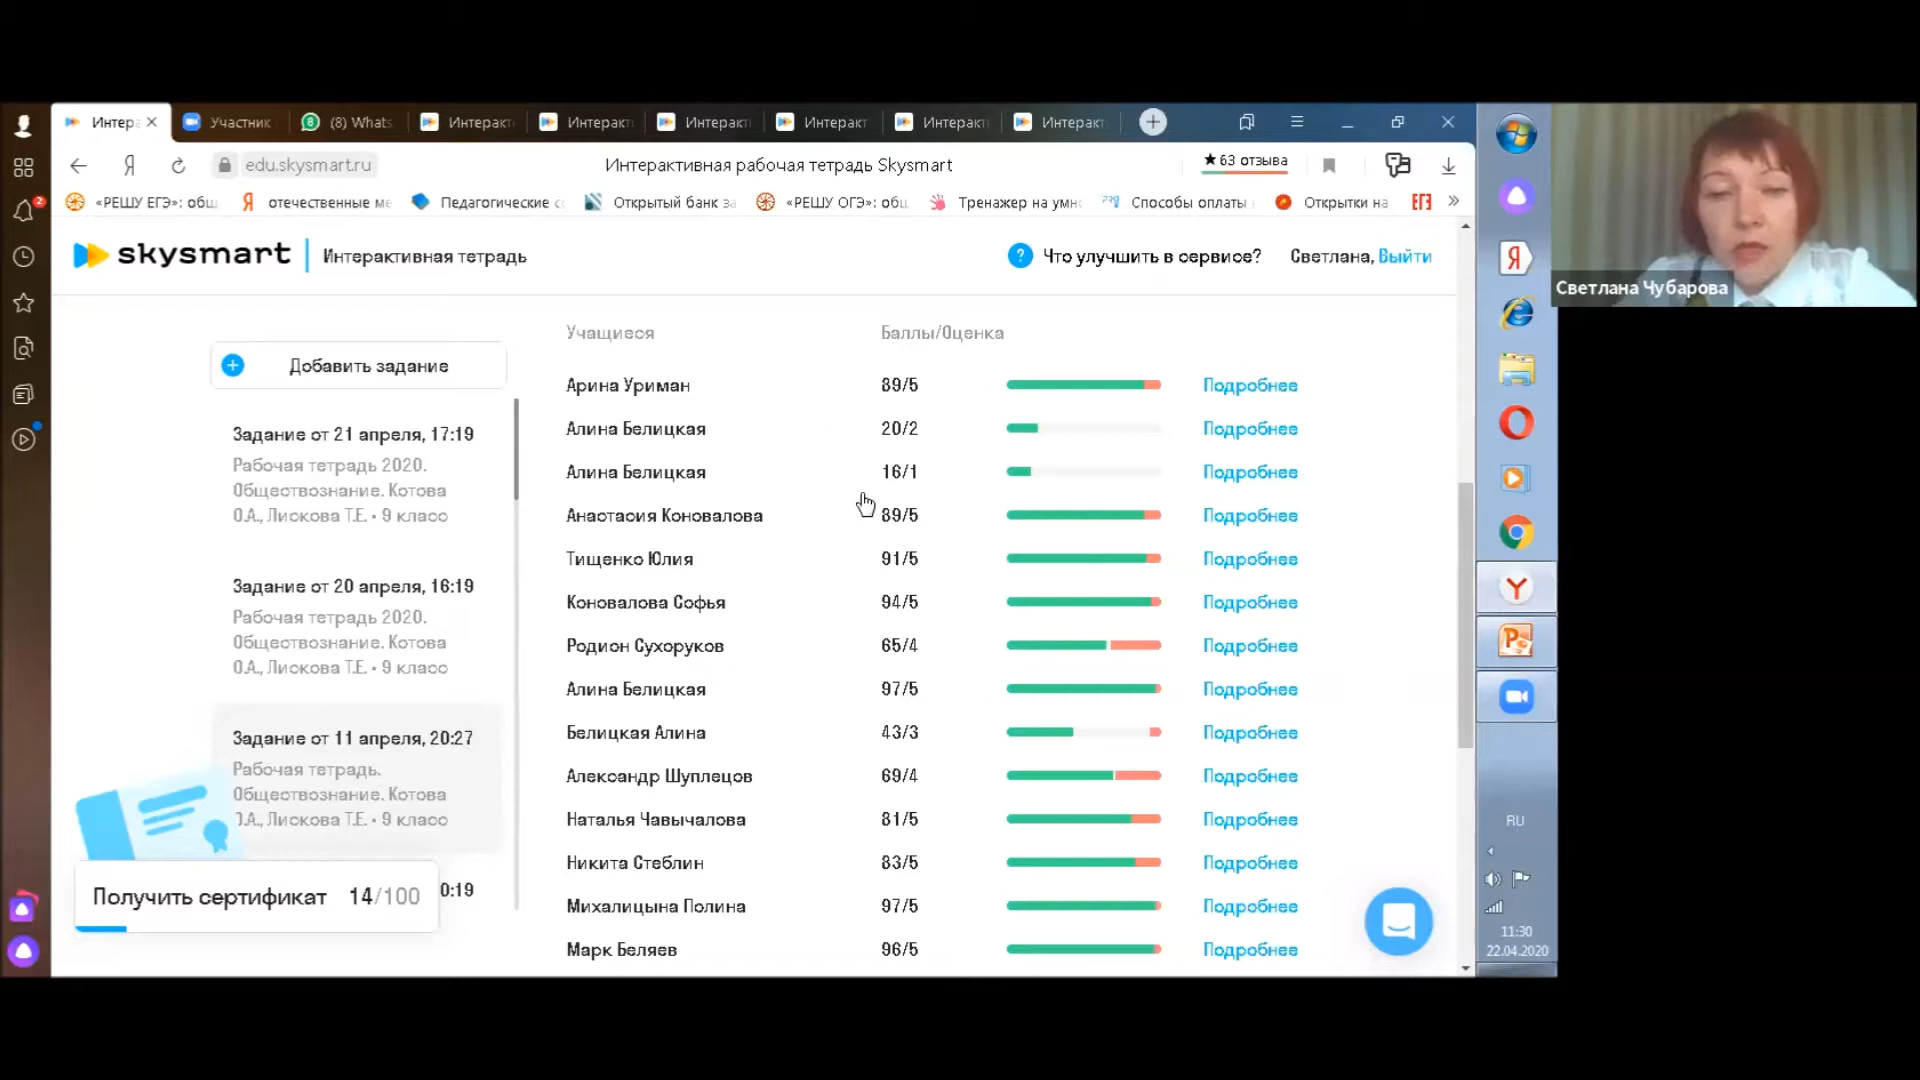 Интер
Участник
(8) Whats
Интеракт
Интеракт
Интеракт
Интеракт
Интеракт
Интеракт
edu.skysmart.ru
Интерактивная рабочая тетрадь Skysmart
★63 отзыва
«РЕШУ ЕГЭ»: общ
отечественные ме
Педагогические с
Открытый банк за
«РЕШУ ОГЭ»: общ
Тренажер на умно
Способы оплаты
Открытки на
ЕГЭ
»
skysmart
Интерактивная тетрадь
Что улучшить в сервисе?
Светлана, Выйти
Светлана Чубарова
Добавить задание
Задание от 21 апреля, 17:19
Рабочая тетрадь 2020.
Обществознание. Котова
О.А., Лискова Т.Е. • 9 класс
Задание от 20 апреля, 16:19
Рабочая тетрадь 2020.
Обществознание. Котова
О.А., Лискова Т.Е. • 9 класс
Задание от 11 апреля, 20:27
Рабочая тетрадь.
Обществознание. Котова
О.А., Лискова Т.Е. • 9 класс
0:19
Получить сертификат 14/100
Учащиеся Баллы/Оценка
Арина Уриман 89/5 Подробнее
Алина Белицкая 20/2 Подробнее
Алина Белицкая 16/1 Подробнее
Анастасия Коновалова 89/5 Подробнее
Тищенко Юлия 91/5 Подробнее
Коновалова Софья 94/5 Подробнее
Родион Сухоруков 65/4 Подробнее
Алина Белицкая 97/5 Подробнее
Белицкая Алина 43/3 Подробнее
Александр Шуплецов 69/4 Подробнее
Наталья Чавычалова 81/5 Подробнее
Никита Стеблин 83/5 Подробнее
Михалицына Полина 97/5 Подробнее
Марк Беляев 96/5 Подробнее
RU
11:30
22.04.2020